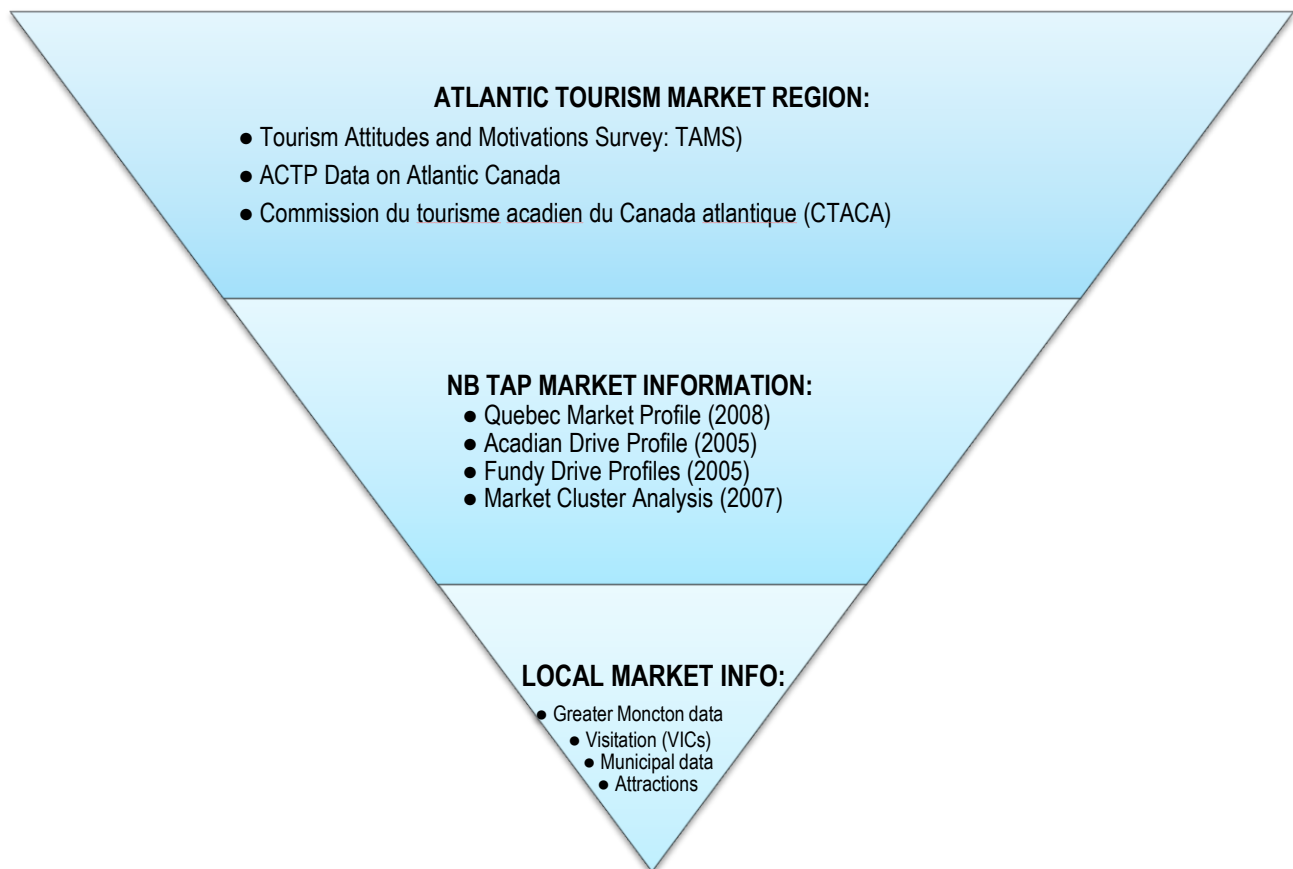 ATLANTIC TOURISM MARKET REGION:
● Tourism Attitudes and Motivations Survey: TAMS)
● ACTP Data on Atlantic Canada
● Commission du tourisme acadien du Canada atlantique (CTACA)
NB TAP MARKET INFORMATION:
● Quebec Market Profile (2008)
● Acadian Drive Profile (2005)
● Fundy Drive Profiles (2005)
● Market Cluster Analysis (2007)
LOCAL MARKET INFO:
● Greater Moncton data
● Visitation (VICs)
● Municipal data
● Attractions